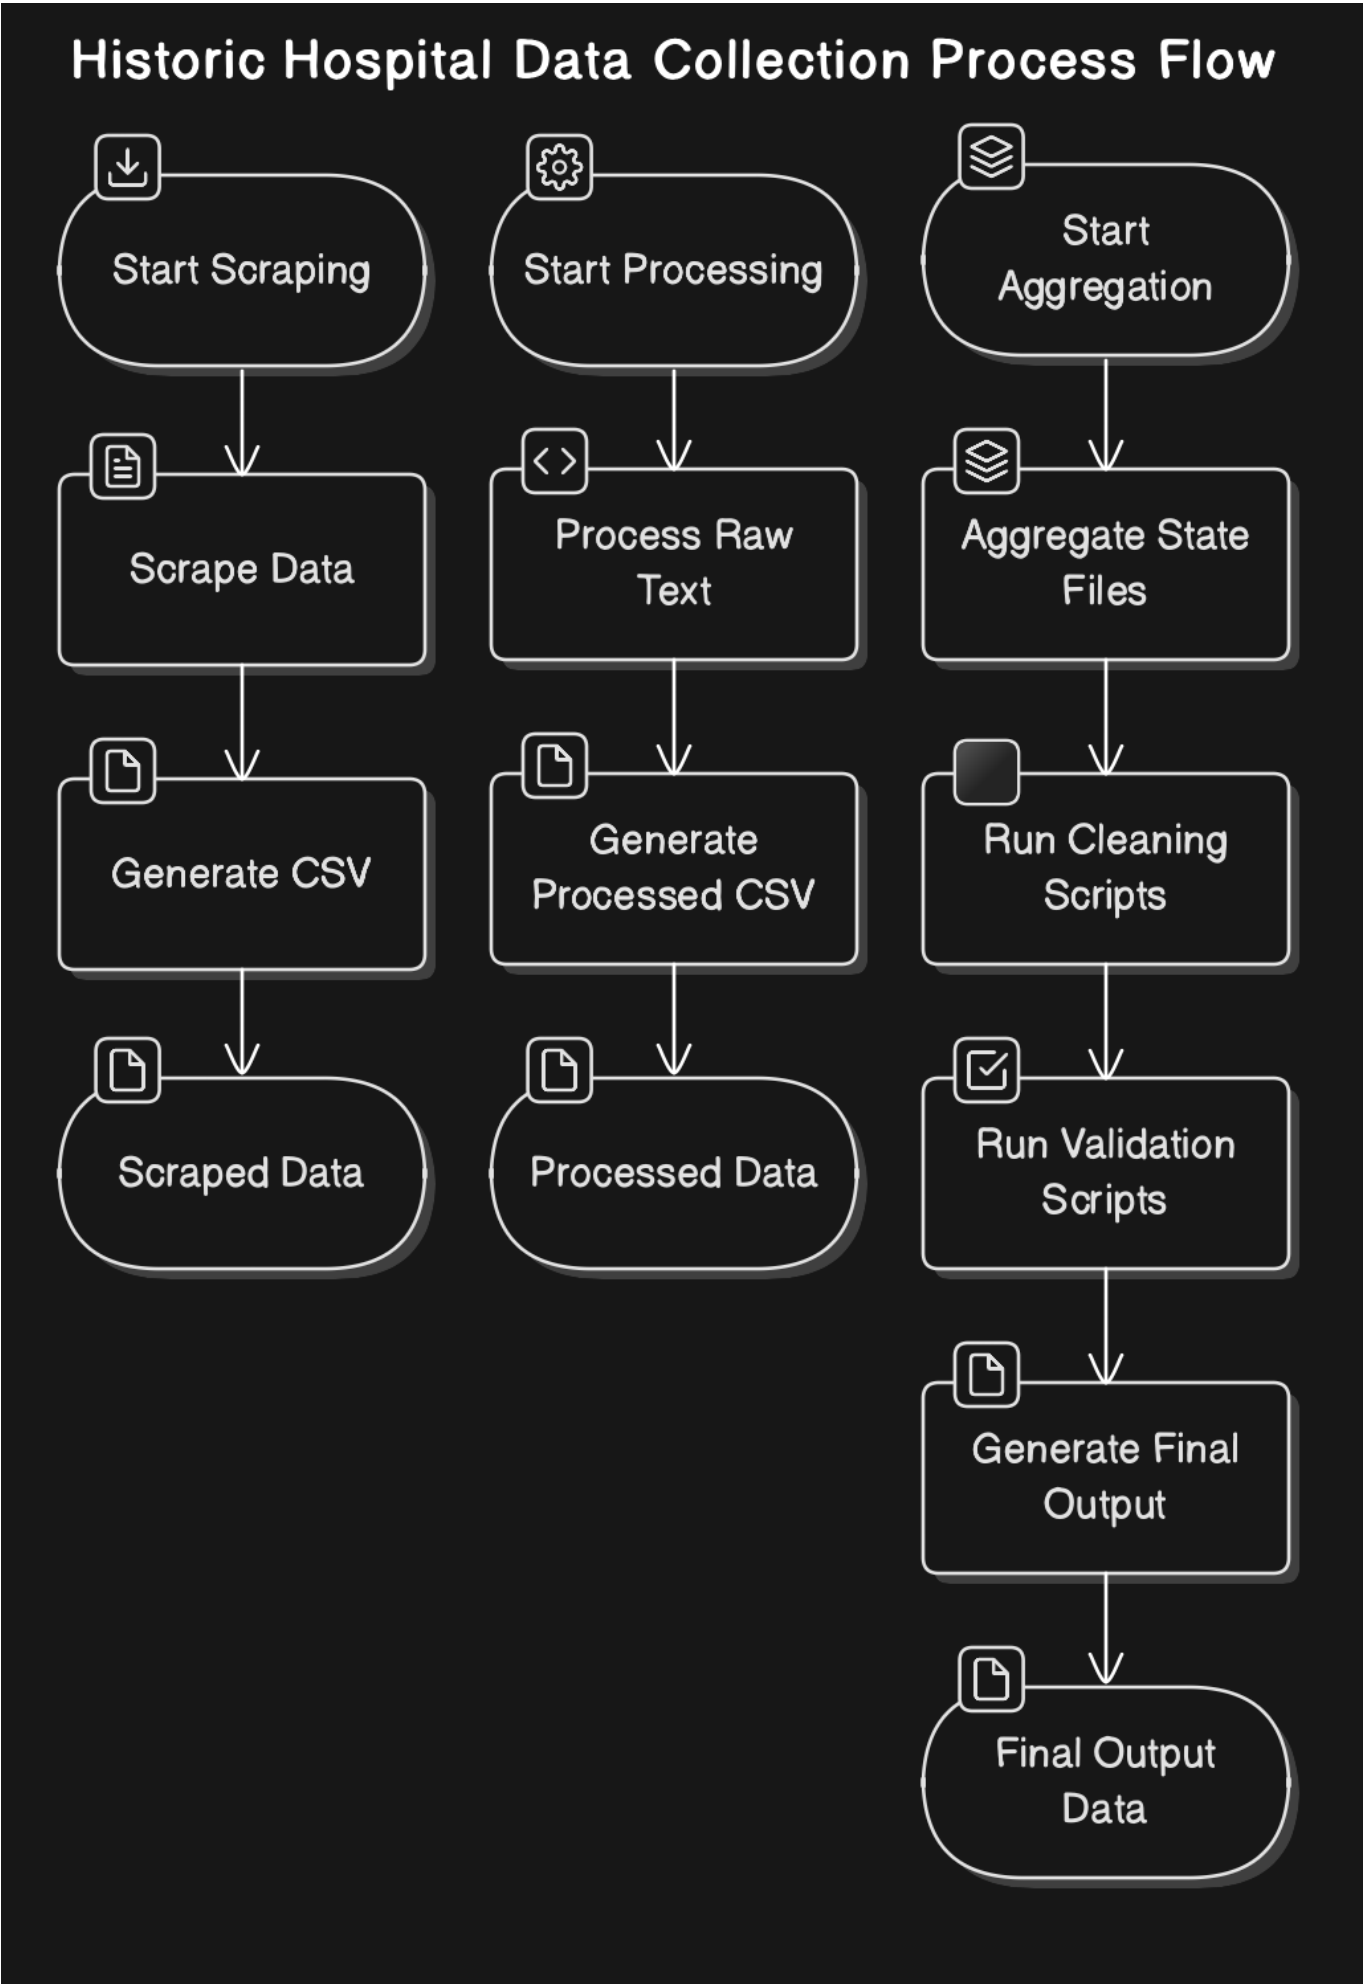 Historic Hospital Data Collection Process Flow
Start Scraping
Scrape Data
Generate CSV
Scraped Data
Start Processing
Process Raw
Text
Generate
Processed CSV
Processed Data
Start
Aggregation
Aggregate State
Files
Run Cleaning
Scripts
Run Validation
Scripts
Generate Final
Output
Final Output
Data